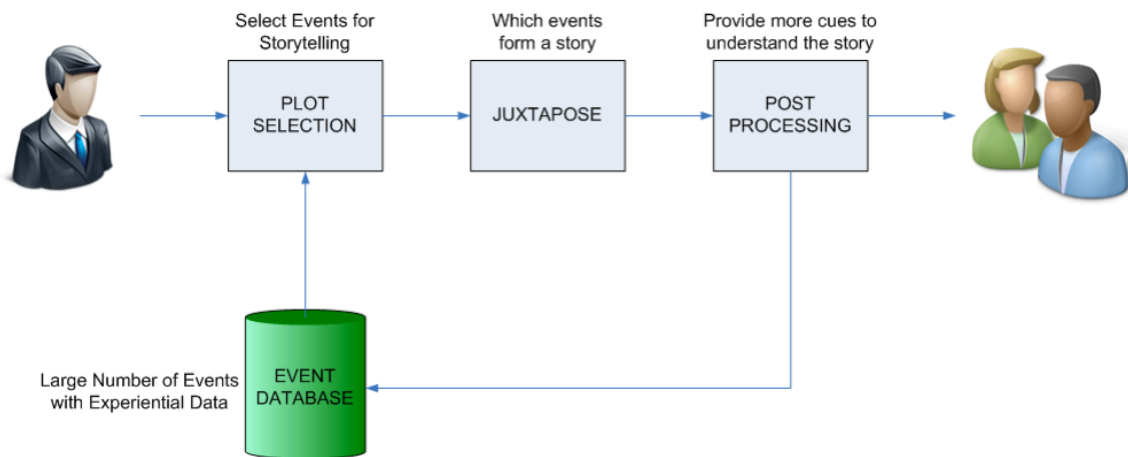 Select Events for
Storytelling
Which events
form a story
Provide more cues to
understand the story
PLOT
SELECTION
JUXTAPOSE
POST
PROCESSING
Large Number of Events
with Experiential Data
EVENT
DATABASE